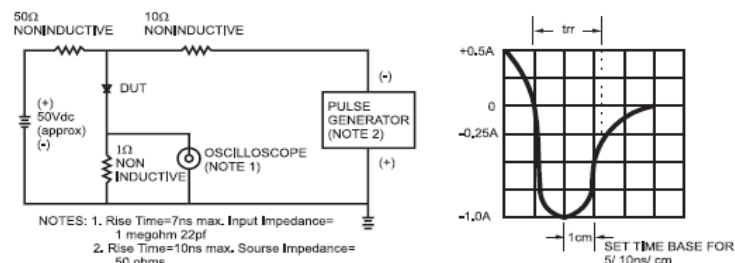 50Ω
NONINDUCTIVE
10Ω
NONINDUCTIVE
(+)
50Vdc
(approx)
(-)
DUT
1Ω
NON
INDUCTIVE
OSCILLOSCOPE
(NOTE 1)
(-)
PULSE
GENERATOR
(NOTE 2)
(+)
NOTES: 1. Rise Time=7ns max. Input Impedance=
1 megohm 22pf
2. Rise Time=10ns max. Sourse Impedance=
50 ohms
trr
+0.5A
0
-0.25A
-1.0A
1cm
SET TIME BASE FOR
5/ 10ns/ cm